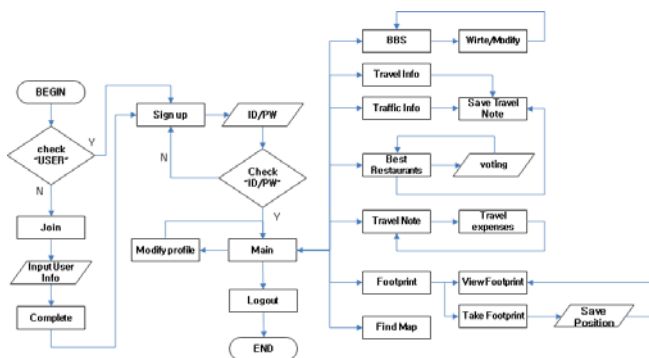 BEGIN
check
"USER"
Y
N
Join
Input User
Info
Complete
Sign up
ID/PW
N
Check
"ID/PW"
Y
Modify profile
Main
Logout
END
BBS
Wirte/Modify
Travel Info
Traffic Info
Save Travel
Note
Best
Restaurants
voting
Travel Note
Travel
expenses
Footprint
View Footprint
Take Footprint
Save
Position
Find Map